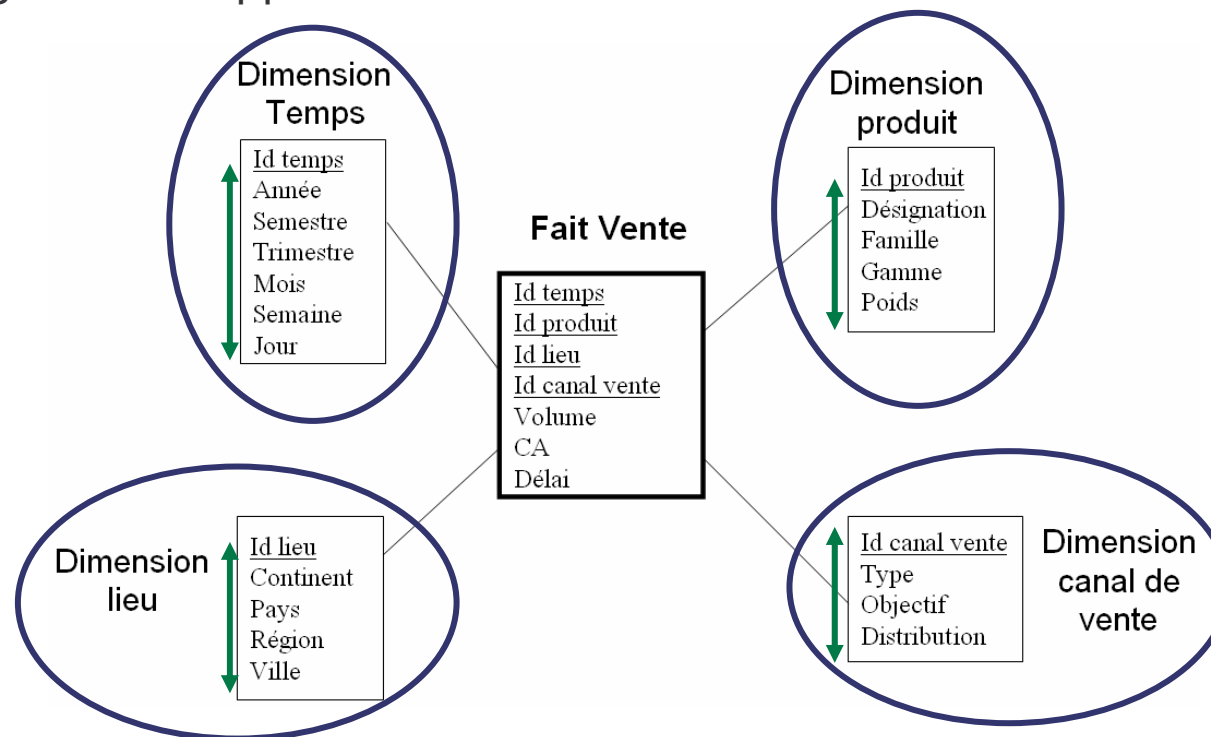 Dimension
Temps
Id temps
Année
Semestre
Trimestre
Mois
Semaine
Jour
Dimension
produit
Id produit
Désignation
Famille
Gamme
Poids
Fait Vente
Id temps
Id produit
Id lieu
Id canal vente
Volume
CA
Délai
Dimension
lieu
Id lieu
Continent
Pays
Région
Ville
Id canal vente
Type
Objectif
Distribution
Dimension
canal de
vente